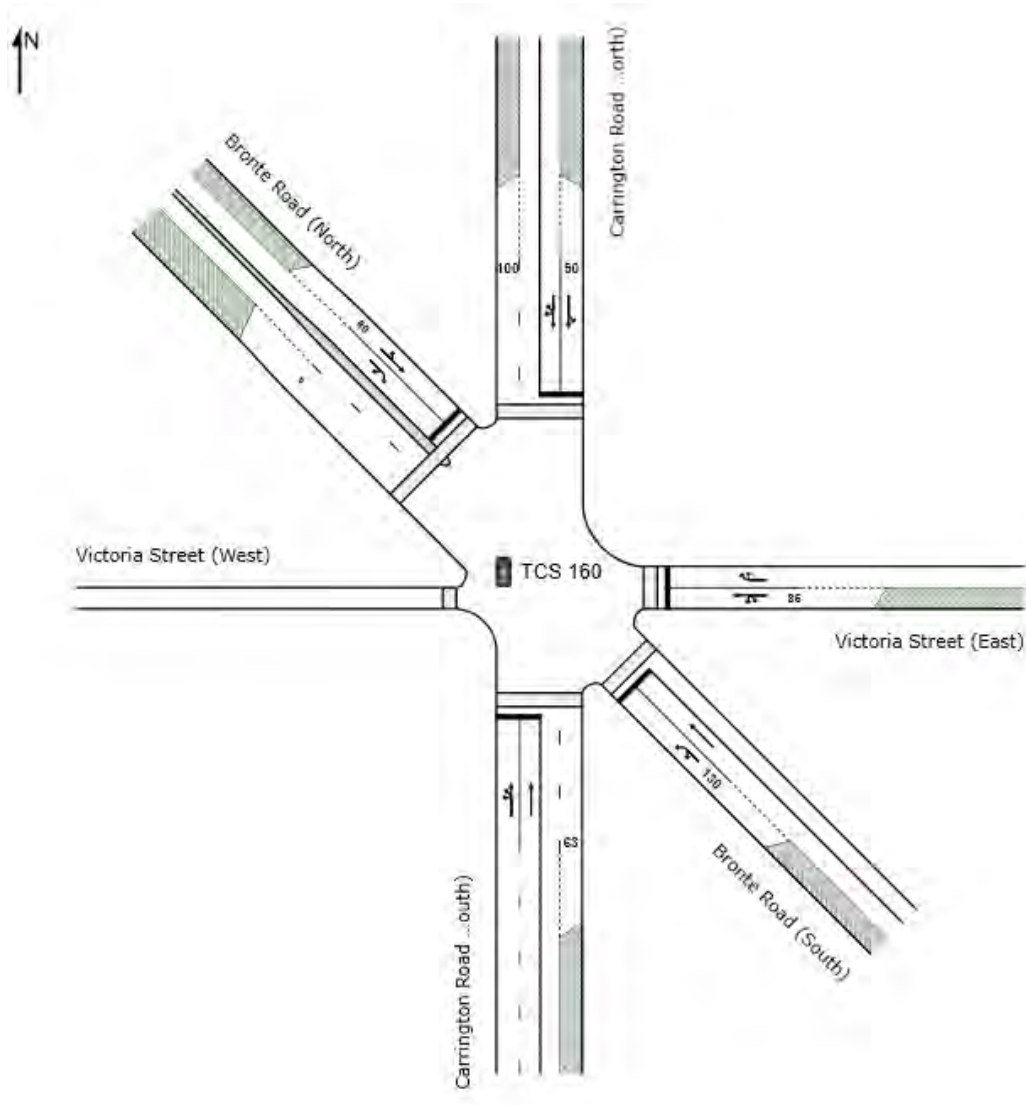 N
Carrington Road ...orth)
Bronte Road (North)
100
50
60
Victoria Street (West)
TCS 160
86
Victoria Street (East)
130
63
Bronte Road (South)
Carrington Road ...outh)